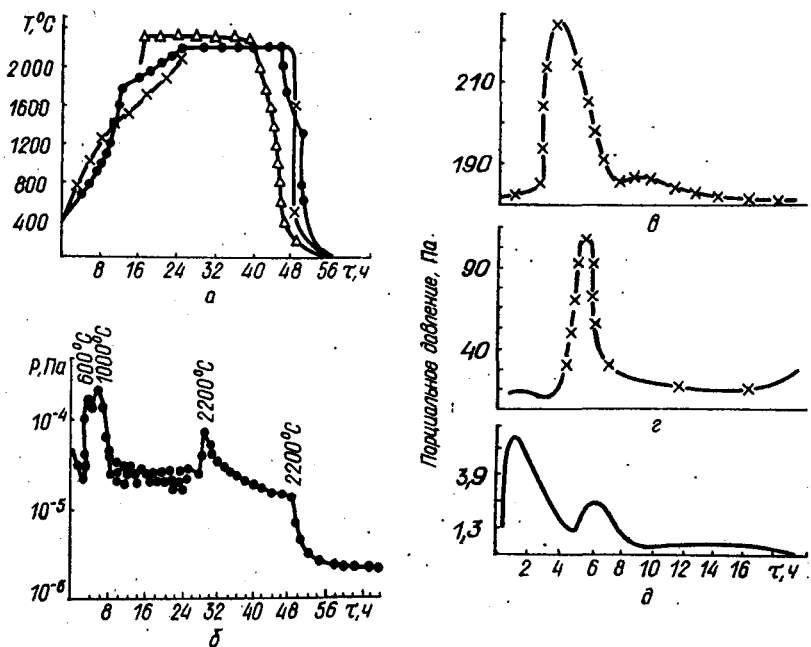 T,°C
2000
1600
1200
800
400
8 16 24 32 40 48 56 τ,ч
а
P,Па
600°C
1000°C
2200°C
2200°C
10⁻⁴
10⁻⁵
10⁻⁶
8 16 24 32 40 49 56 τ,ч
б
Порциальное давление, Па
210
190
в
90
40
г
3,9
1,3
2 4 6 8 10 12 14 16 τ,ч
д